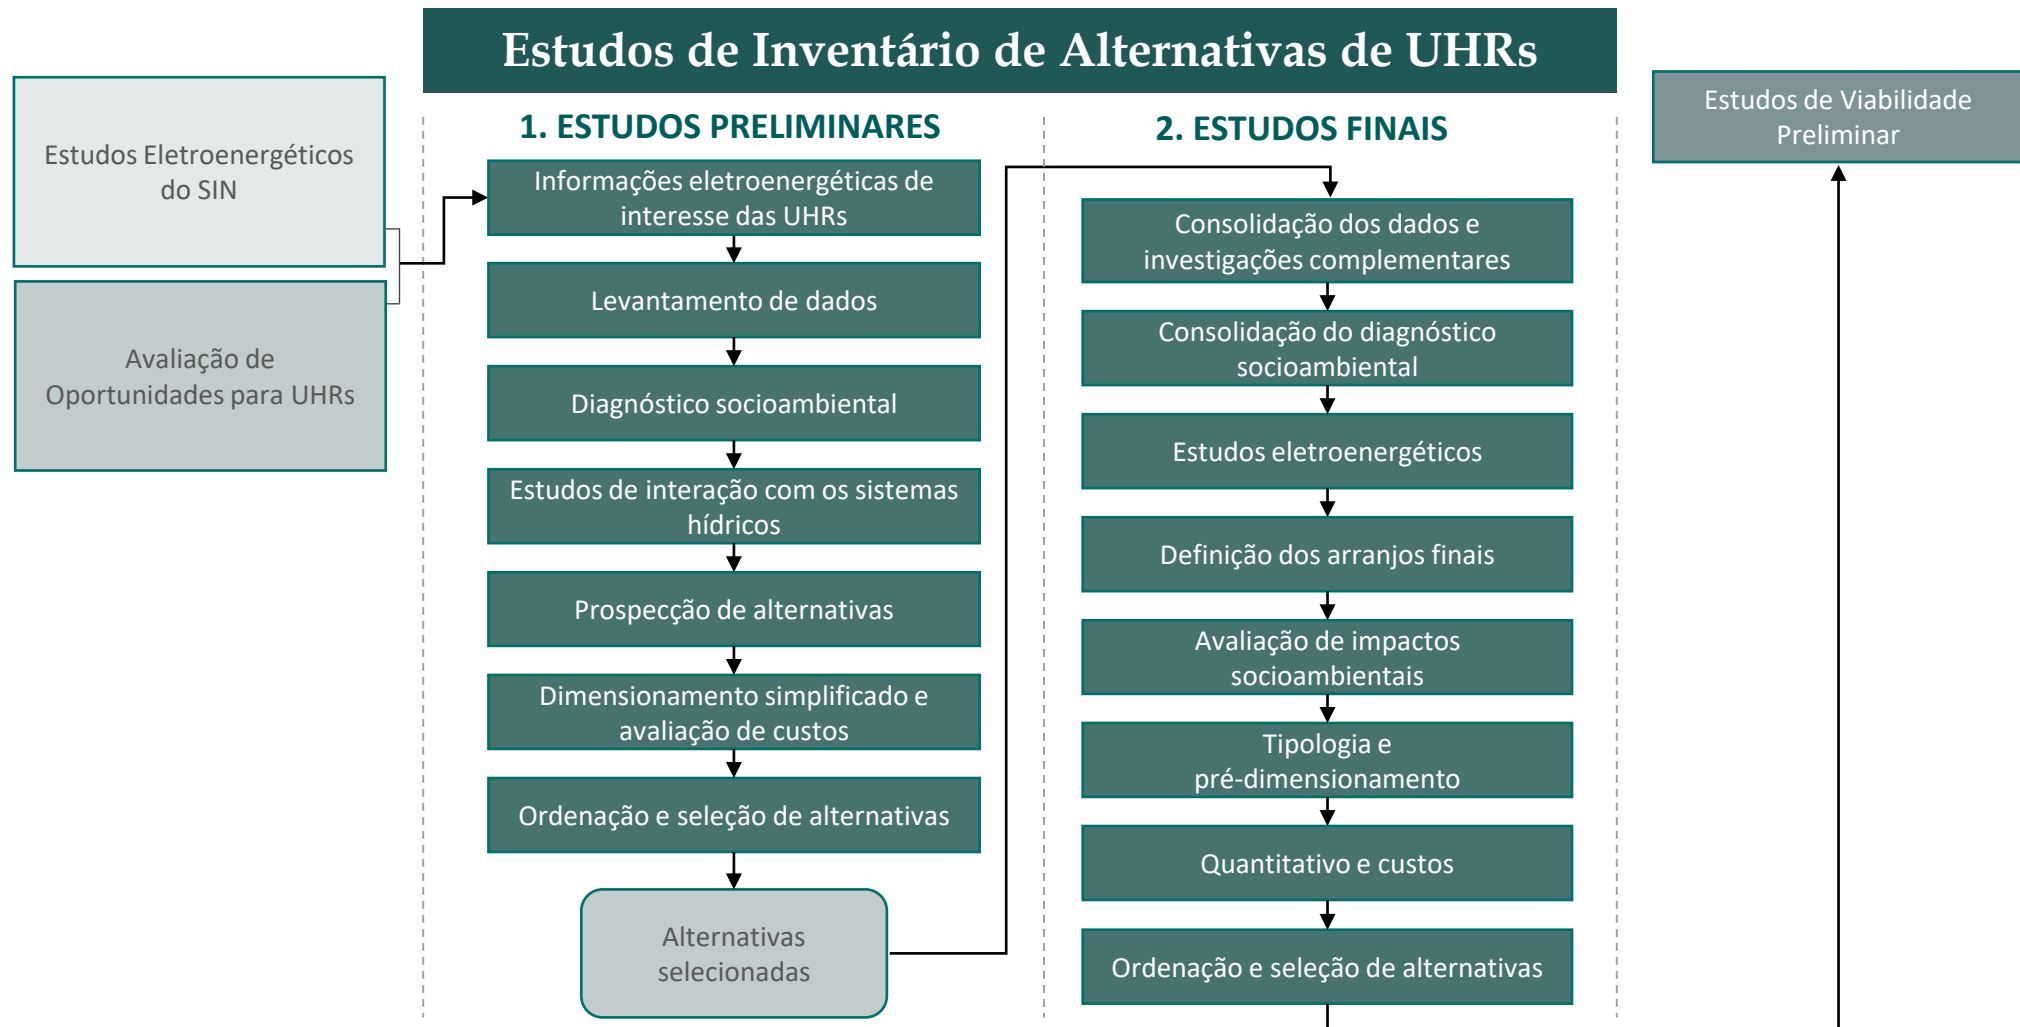 Estudos de Inventário de Alternativas de UHRs
Estudos Eletroenergéticos
do SIN
Avaliação de
Oportunidades para UHRs
1. ESTUDOS PRELIMINARES
Informações eletroenergéticas de
interesse das UHRs
Levantamento de dados
Diagnóstico socioambiental
Estudos de interação com os sistemas
hídricos
Prospecção de alternativas
Dimensionamento simplificado e
avaliação de custos
Ordenação e seleção de alternativas
Alternativas
selecionadas
2. ESTUDOS FINAIS
Consolidação dos dados e
investigações complementares
Consolidação do diagnóstico
socioambiental
Estudos eletroenergéticos
Definição dos arranjos finais
Avaliação de impactos
socioambientais
Tipologia e
pré-dimensionamento
Quantitativo e custos
Ordenação e seleção de alternativas
Estudos de Viabilidade
Preliminar